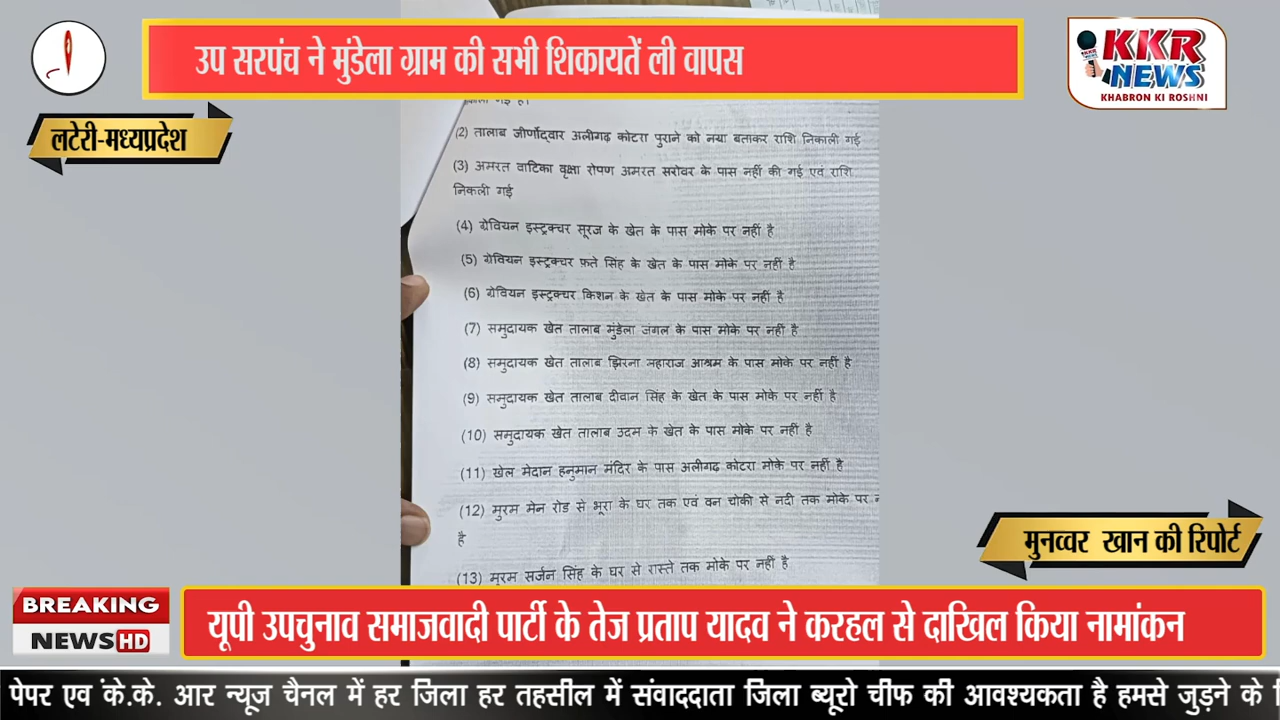 उप सरपंच ने मुंडेला ग्राम की सभी शिकायतें ली वापस
KKR
NEWS
KHABRON KI ROSHNI
लटेरी-मध्यप्रदेश
(2) तालाब जीर्णोद्वार अलीगढ़ कोटरा पुराने को नया बताकर राशि निकाली गई
(3) अमरत वाटिका वृक्षा रोपण अमरत सरोवर के पास नहीं की गई एवं राशि
निकली गई
(4) ग्रेवियन इस्ट्रक्चर सूरज के खेत के पास मोके पर नहीं है
(5) ग्रेवियन इस्ट्रक्चर फ़ते सिंह के खेत के पास मोके पर नहीं है
(6) ग्रेवियन इस्ट्रक्चर किशन के खेत के पास मोके पर नहीं है
(7) समुदायक खेत तालाब मुंडेला जंगल के पास मोके पर नहीं है
(8) समुदायक खेत तालाब झिरना महाराज आश्रम के पास मोके पर नहीं है
(9) समुदायक खेत तालाब दीवान सिंह के खेत के पास मोके पर नहीं है
(10) समुदायक खेत तालाब उदम के खेत के पास मोके पर नहीं है
(11) खेल मेदान हनुमान मंदिर के पास अलीगढ़ कोटरा मोके पर नहीं है
(12) मुरम मेन रोड से भूरा के घर तक एवं वन चोकी से नदी तक मोके पर
है
(13) मुरम सर्जन सिंह के घर से रास्ते तक मोके पर नहीं है
मुनव्वर खान की रिपोर्ट
BREAKING
NEWS HD
यूपी उपचुनाव समाजवादी पार्टी के तेज प्रताप यादव ने करहल से दाखिल किया नामांकन
पेपर एव के.के. आर न्यूज चैनल में हर जिला हर तहसील में संवाददाता जिला ब्यूरो चीफ की आवश्यकता है हमसे जुड़ने के